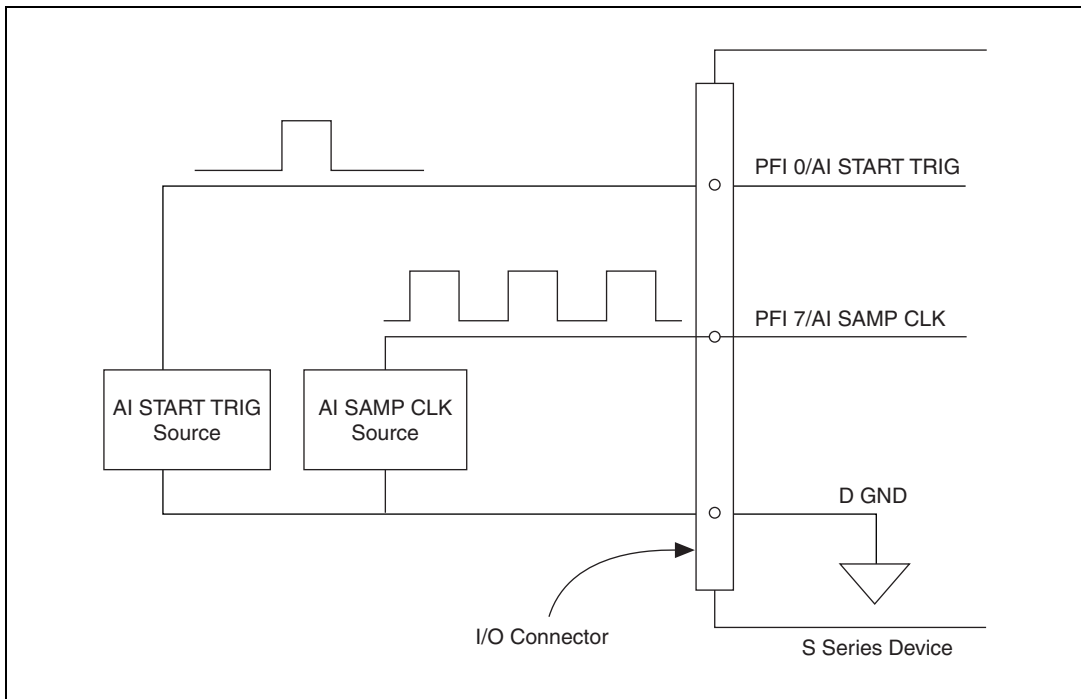 PFI 0/AI START TRIG
PFI 7/AI SAMP CLK
AI START TRIG
Source
AI SAMP CLK
Source
D GND
I/O Connector
S Series Device